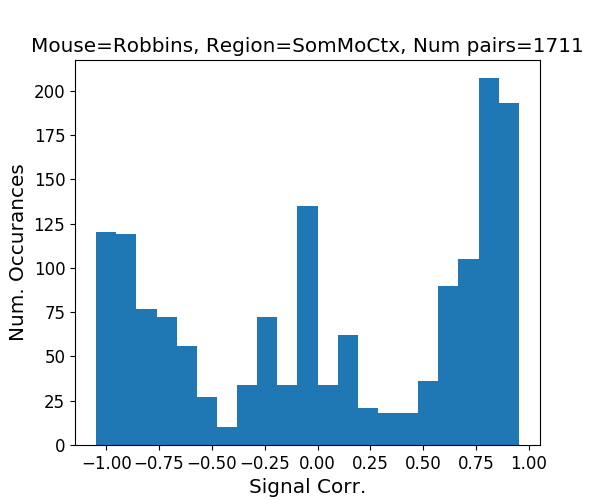 Mouse=Robbins, Region=SomMoCtx, Num pairs=1711
Num. Occurances
200
175
150
125
100
75
50
25
0
−1.00 −0.75 −0.50 −0.25 0.00 0.25 0.50 0.75 1.00
Signal Corr.